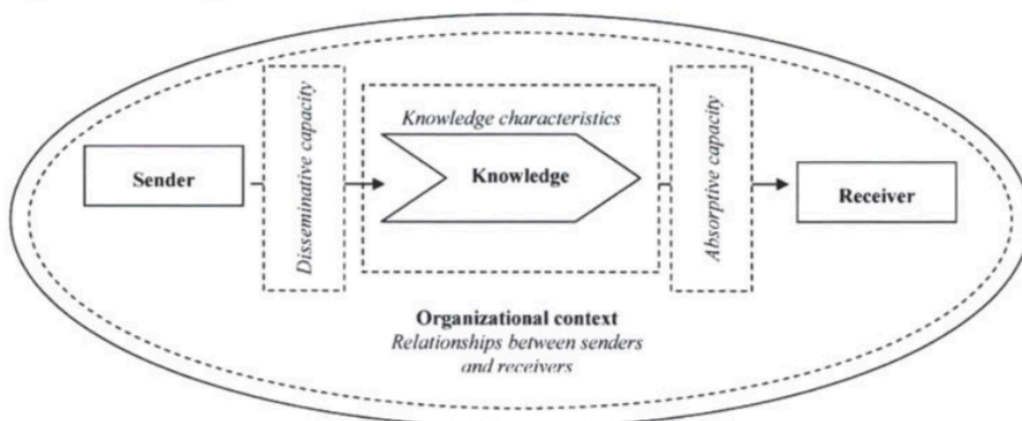 Knowledge characteristics
Sender
Disseminative capacity
Knowledge
Absorptive capacity
Receiver
Organizational context
Relationships between senders
and receivers